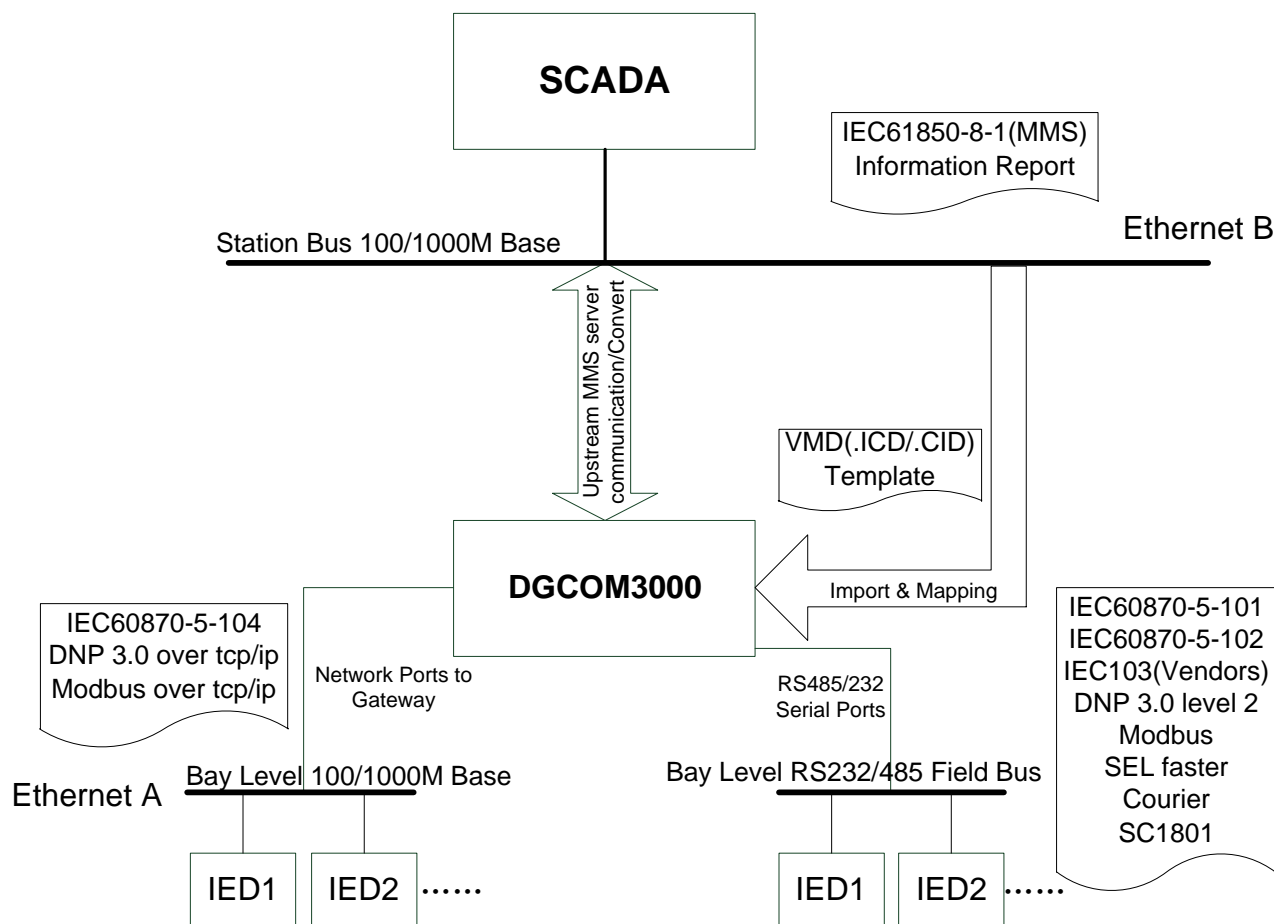 SCADA
IEC61850-8-1(MMS)
Information Report
Ethernet B
Station Bus 100/1000M Base
Upstream MMS server
communication/Convert
VMD(.ICD/.CID)
Template
DGCOM3000
Import & Mapping
IEC60870-5-104
DNP 3.0 over tcp/ip
Modbus over tcp/ip
Network Ports to
Gateway
RS485/232
Serial Ports
IEC60870-5-101
IEC60870-5-102
IEC103(Vendors)
DNP 3.0 level 2
Modbus
SEL faster
Courier
SC1801
Ethernet A
Bay Level 100/1000M Base
Bay Level RS232/485 Field Bus
IED1
IED2
......
IED1
IED2
......